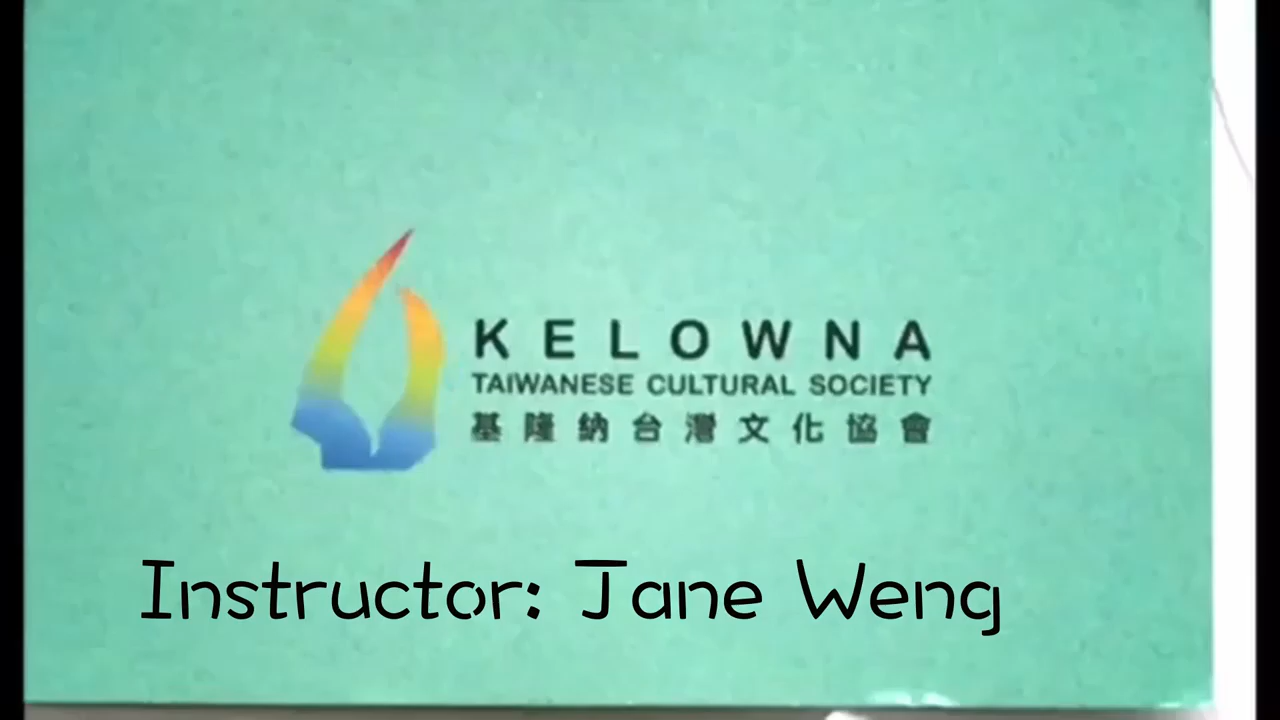 KELOWNA
TAIWANESE CULTURAL SOCIETY
基隆納台灣文化協會
Instructor: Jane Weng